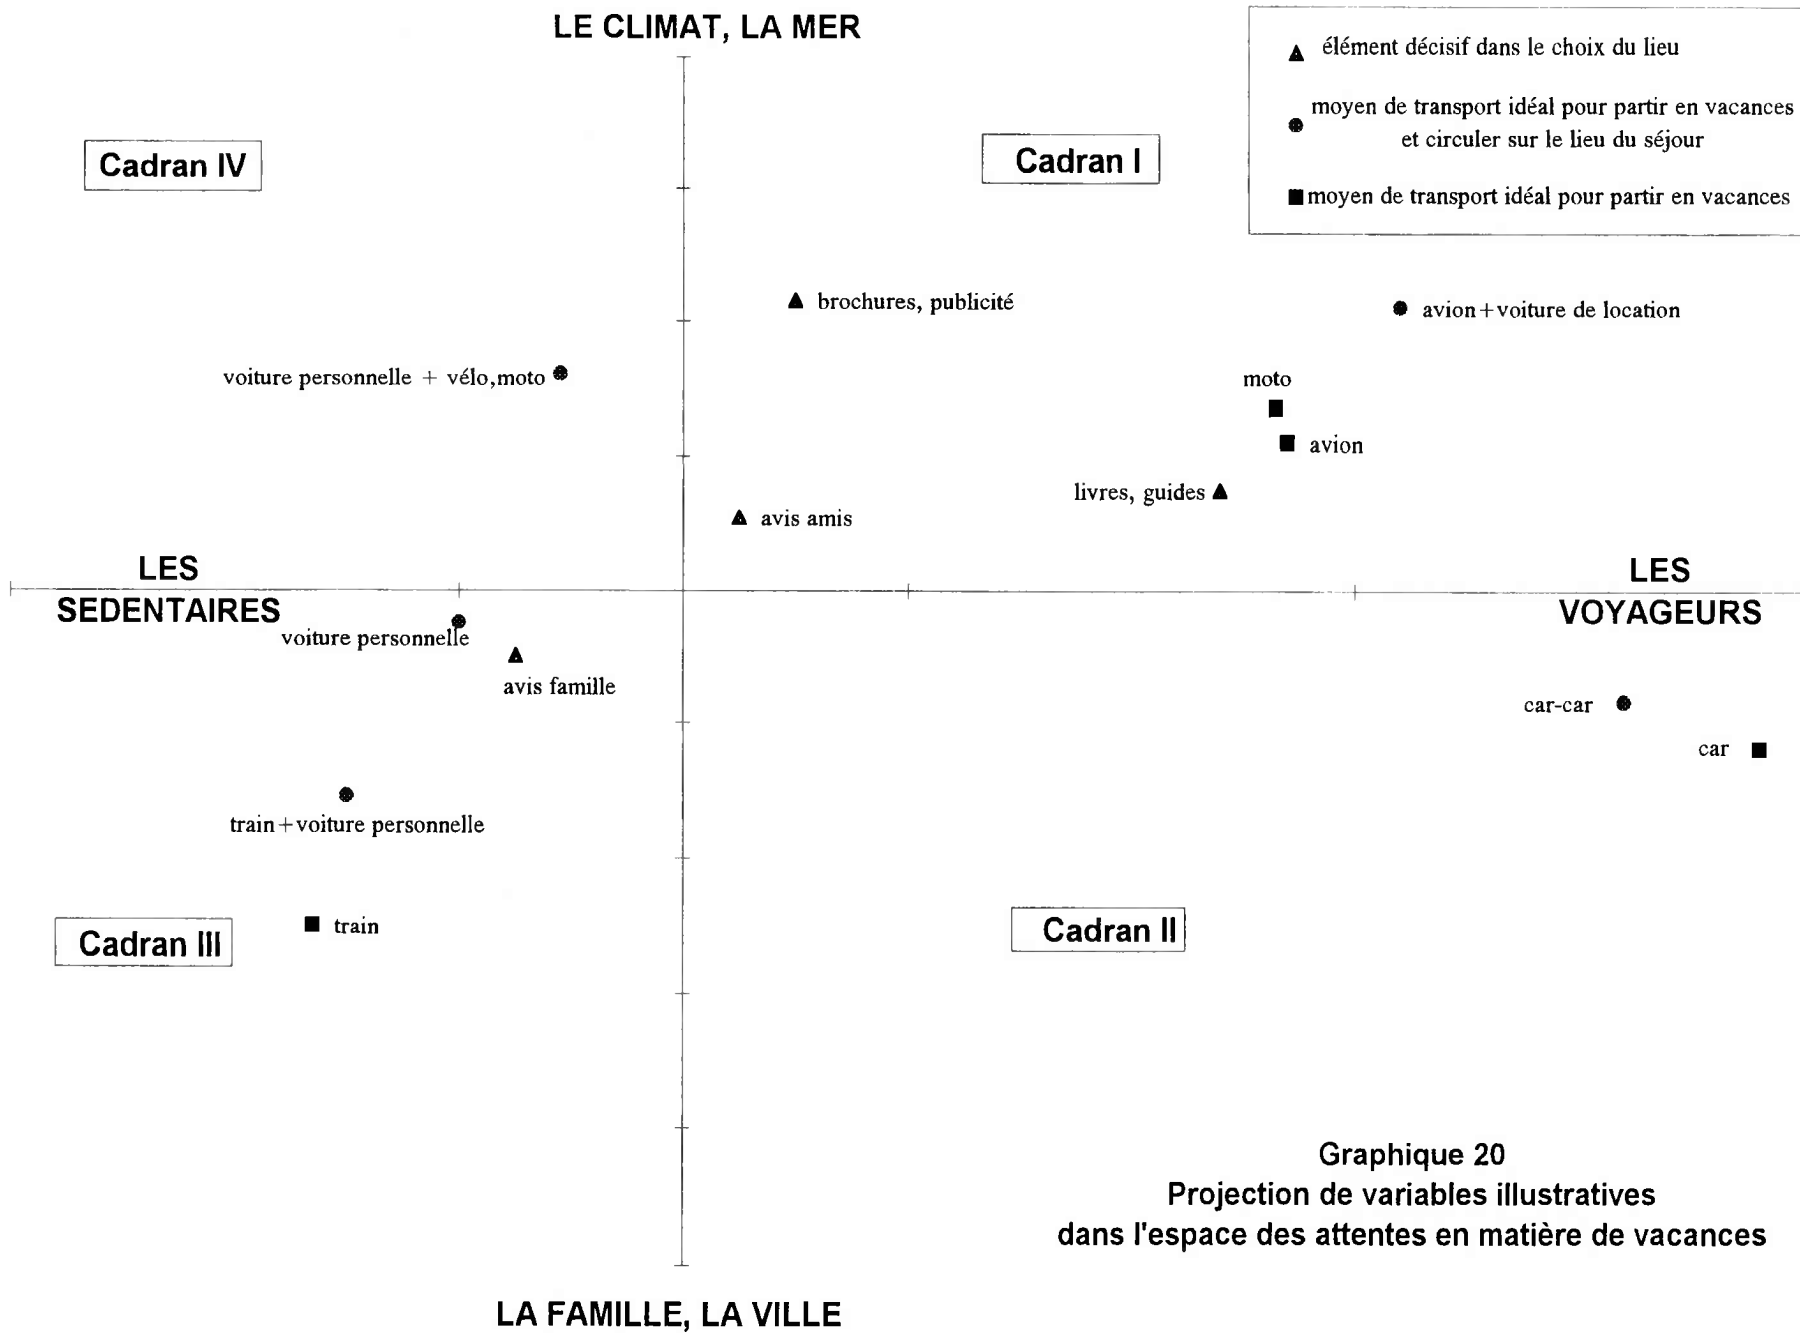 LE CLIMAT, LA MER
élément décisif dans le choix du lieu
moyen de transport idéal pour partir en vacances
et circuler sur le lieu du séjour
moyen de transport idéal pour partir en vacances
Cadran IV
Cadran I
brochures, publicité
avion+voiture de location
voiture personnelle + vélo,moto
moto
avion
livres, guides
avis amis
LES
SEDENTAIRES
LES
VOYAGEURS
voiture personnelle
avis famille
car-car
car
train+voiture personnelle
train
Cadran III
Cadran II
Graphique 20
Projection de variables illustratives
dans l'espace des attentes en matière de vacances
LA FAMILLE, LA VILLE